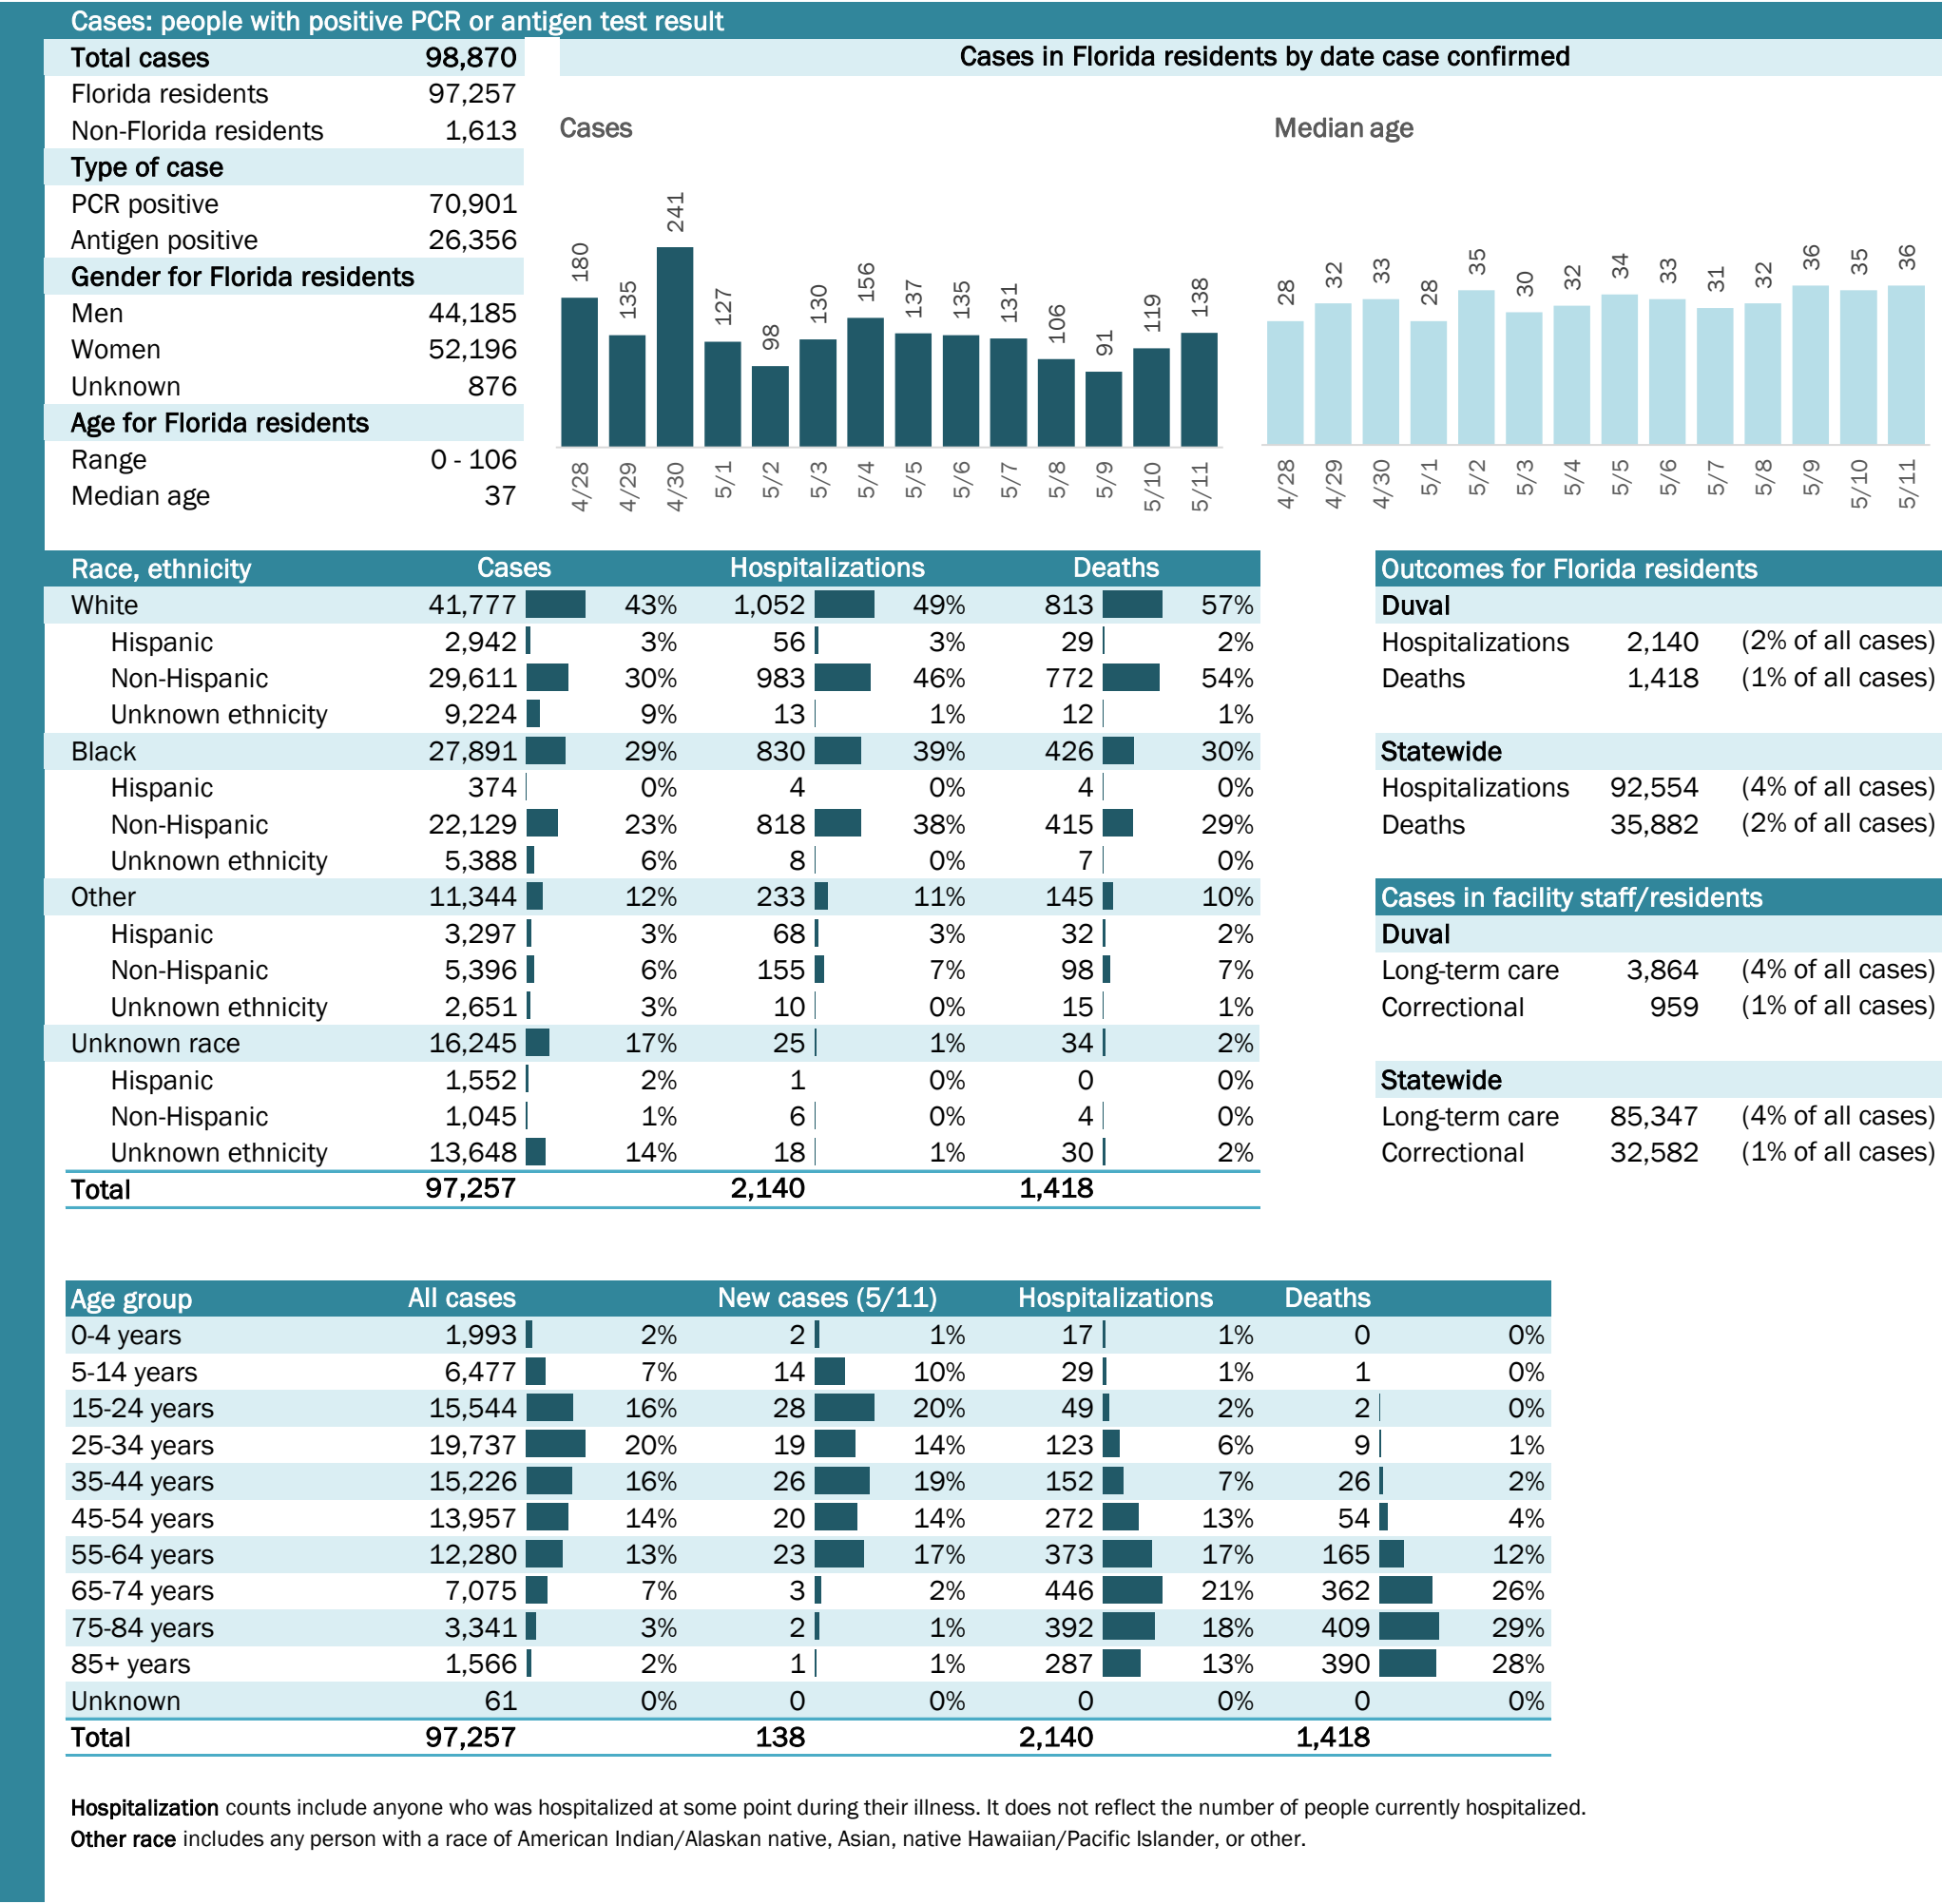 Cases: people with positive PCR or antigen test result
Total cases 98,870
Florida residents 97,257
Non-Florida residents 1,613
Type of case
PCR positive 70,901
Antigen positive 26,356
Gender for Florida residents
Men 44,185
Women 52,196
Unknown 876
Age for Florida residents
Range 0 - 106
Median age 37
Cases in Florida residents by date case confirmed
Cases
180 135 241 127 98 130 156 137 135 131 106 91 119 138
4/28 4/29 4/30 5/1 5/2 5/3 5/4 5/5 5/6 5/7 5/8 5/9 5/10 5/11
Median age
28 32 33 28 35 30 32 34 33 31 32 36 35 36
4/28 4/29 4/30 5/1 5/2 5/3 5/4 5/5 5/6 5/7 5/8 5/9 5/10 5/11
Race, ethnicity Cases Hospitalizations Deaths
White 41,777 43% 1,052 49% 813 57%
Hispanic 2,942 3% 56 3% 29 2%
Non-Hispanic 29,611 30% 983 46% 772 54%
Unknown ethnicity 9,224 9% 13 1% 12 1%
Black 27,891 29% 830 39% 426 30%
Hispanic 374 0% 4 0% 4 0%
Non-Hispanic 22,129 23% 818 38% 415 29%
Unknown ethnicity 5,388 6% 8 0% 7 0%
Other 11,344 12% 233 11% 145 10%
Hispanic 3,297 3% 68 3% 32 2%
Non-Hispanic 5,396 6% 155 7% 98 7%
Unknown ethnicity 2,651 3% 10 0% 15 1%
Unknown race 16,245 17% 25 1% 34 2%
Hispanic 1,552 2% 1 0% 0 0%
Non-Hispanic 1,045 1% 6 0% 4 0%
Unknown ethnicity 13,648 14% 18 1% 30 2%
Total 97,257 2,140 1,418
Outcomes for Florida residents
Duval
Hospitalizations 2,140 (2% of all cases)
Deaths 1,418 (1% of all cases)
Statewide
Hospitalizations 92,554 (4% of all cases)
Deaths 35,882 (2% of all cases)
Cases in facility staff/residents
Duval
Long-term care 3,864 (4% of all cases)
Correctional 959 (1% of all cases)
Statewide
Long-term care 85,347 (4% of all cases)
Correctional 32,582 (1% of all cases)
Age group All cases New cases (5/11) Hospitalizations Deaths
0-4 years 1,993 2% 2 1% 17 1% 0 0%
5-14 years 6,477 7% 14 10% 29 1% 1 0%
15-24 years 15,544 16% 28 20% 49 2% 2 0%
25-34 years 19,737 20% 19 14% 123 6% 9 1%
35-44 years 15,226 16% 26 19% 152 7% 26 2%
45-54 years 13,957 14% 20 14% 272 13% 54 4%
55-64 years 12,280 13% 23 17% 373 17% 165 12%
65-74 years 7,075 7% 3 2% 446 21% 362 26%
75-84 years 3,341 3% 2 1% 392 18% 409 29%
85+ years 1,566 2% 1 1% 287 13% 390 28%
Unknown 61 0% 0 0% 0 0% 0 0%
Total 97,257 138 2,140 1,418
Hospitalization counts include anyone who was hospitalized at some point during their illness. It does not reflect the number of people currently hospitalized.
Other race includes any person with a race of American Indian/Alaskan native, Asian, native Hawaiian/Pacific Islander, or other.